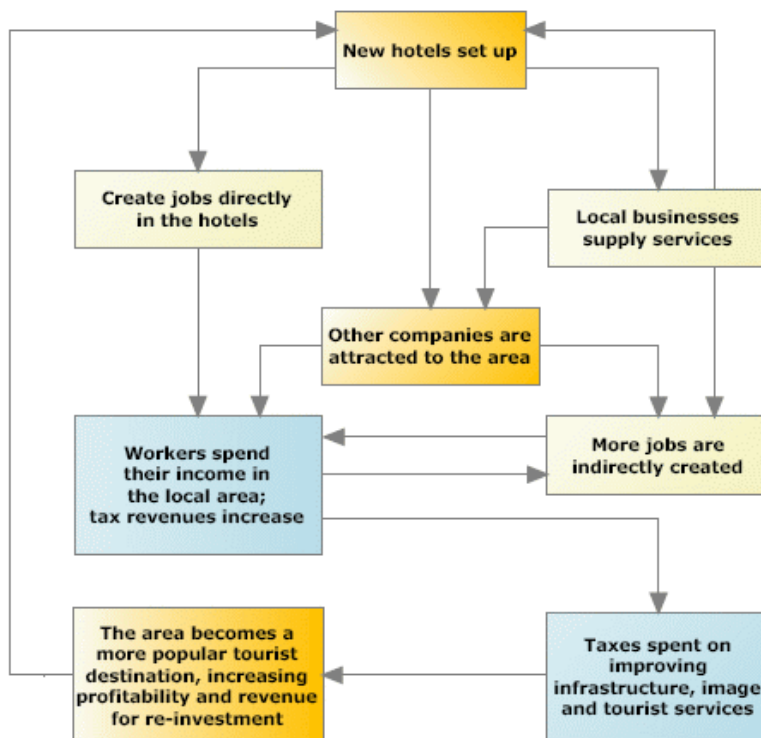 New hotels set up
Create jobs directly
in the hotels
Local businesses
supply services
Other companies are
attracted to the area
Workers spend
their income in
the local area;
tax revenues increase
More jobs are
indirectly created
The area becomes a
more popular tourist
destination, increasing
profitability and revenue
for re-investment
Taxes spent on
improving
infrastructure, image
and tourist services